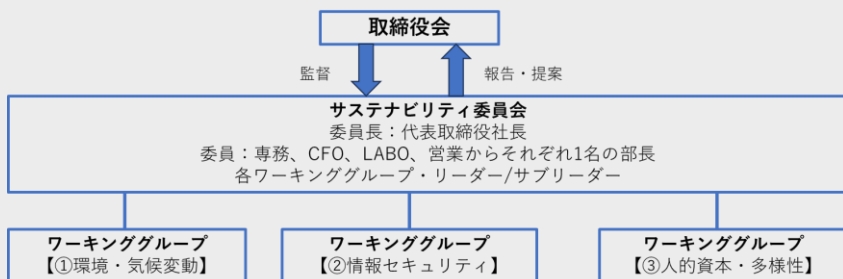 取締役会
監督
報告・提案
サステナビリティ委員会
委員長：代表取締役社長
委員：専務、CFO、LABO、営業からそれぞれ1名の部長
各ワーキンググループ・リーダー/サブリーダー
ワーキンググループ
【①環境・気候変動】
ワーキンググループ
【②情報セキュリティ】
ワーキンググループ
【③人的資本・多様性】